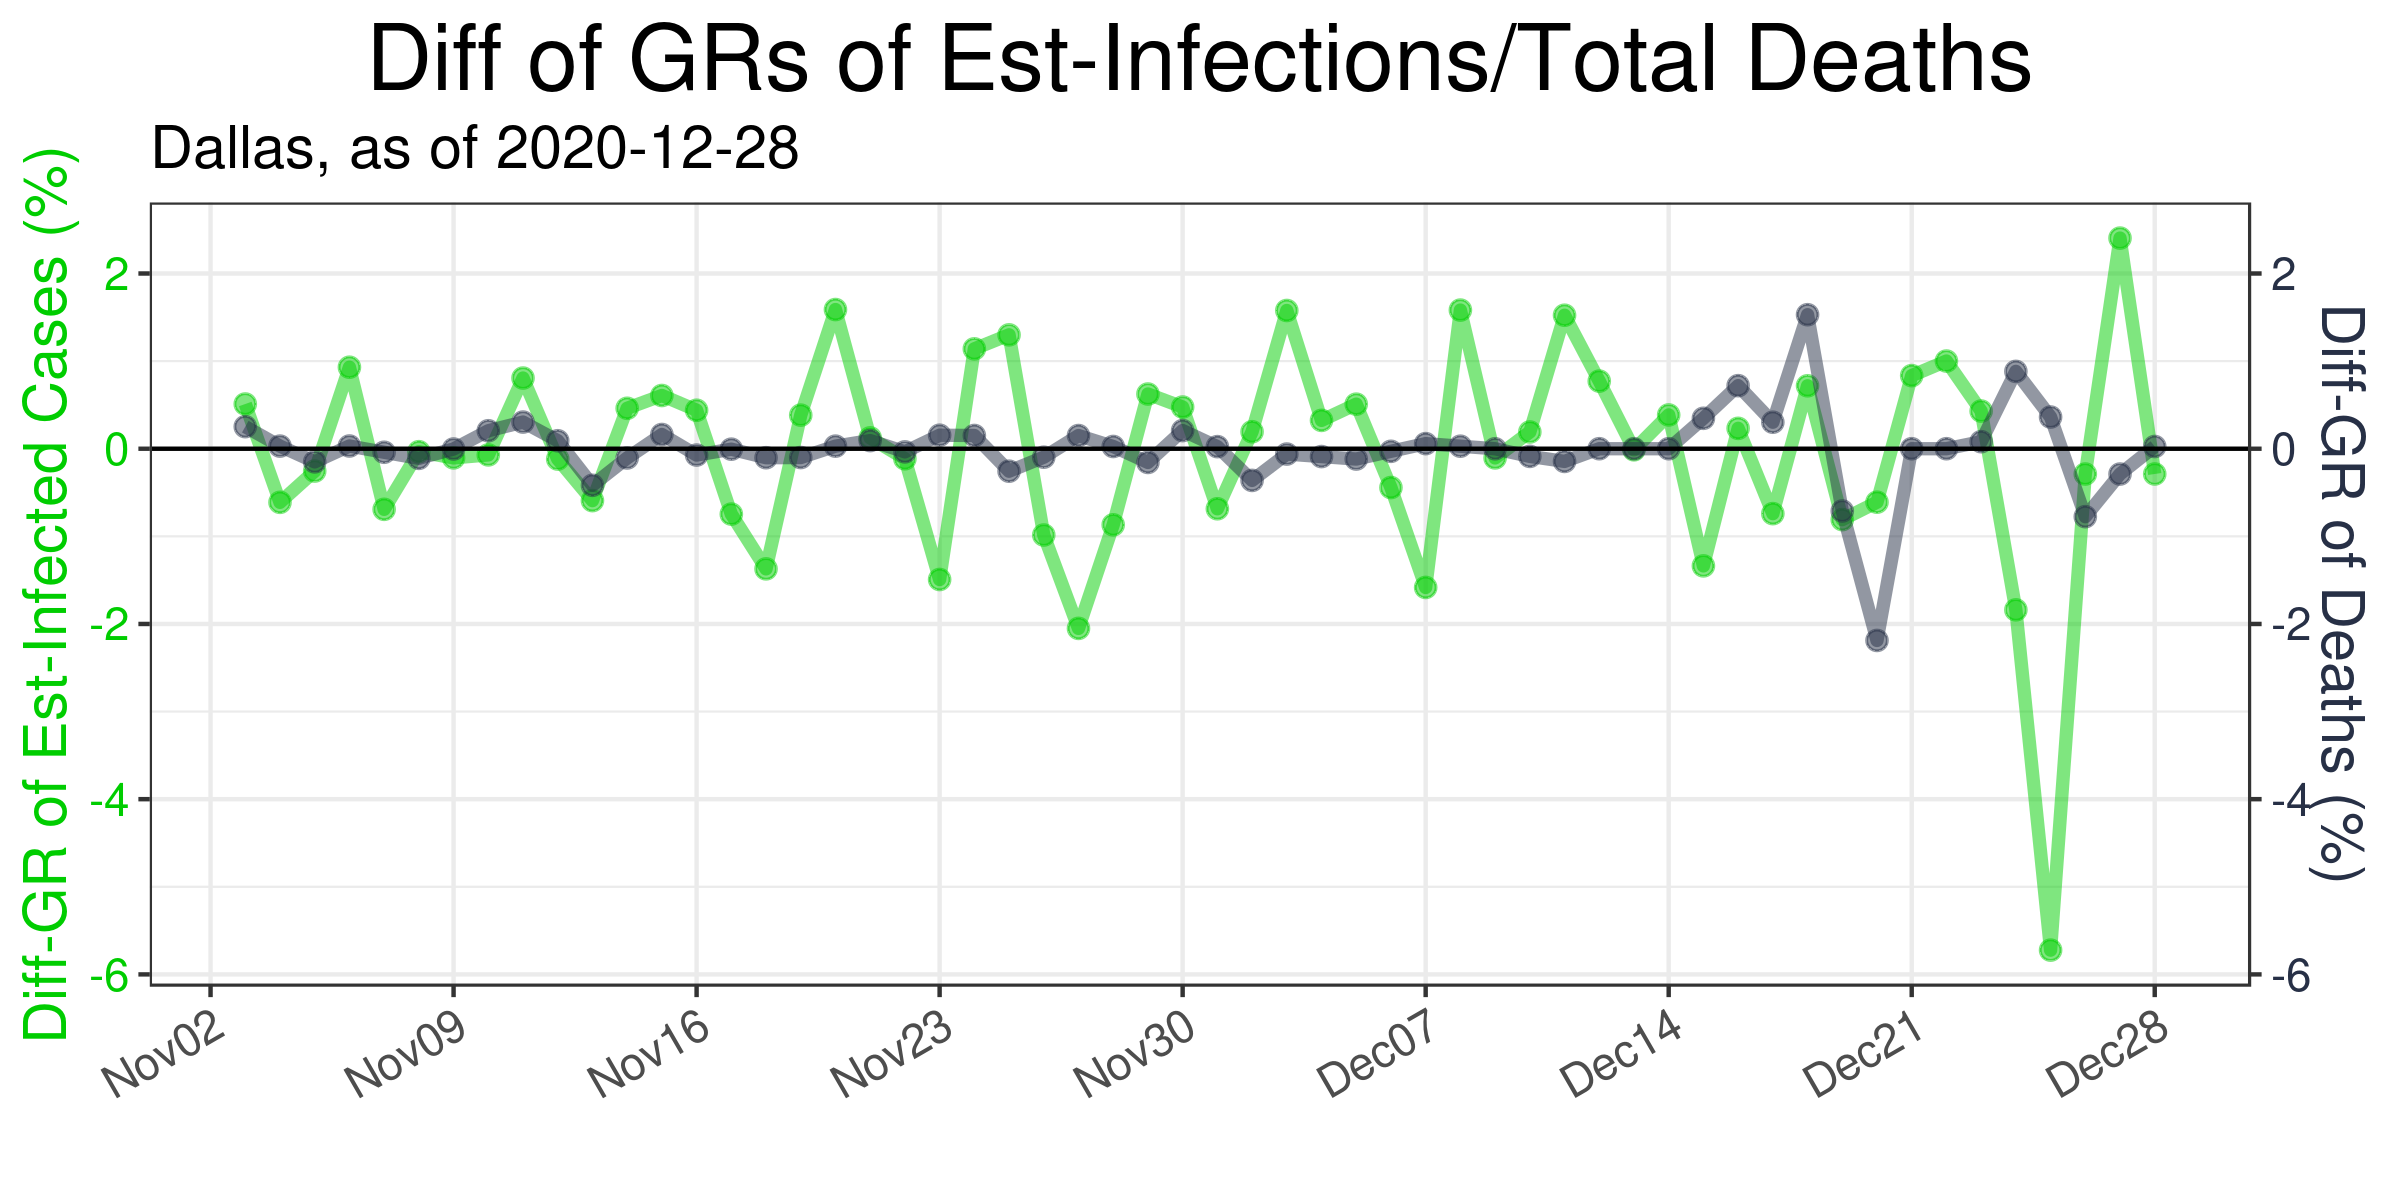 Diff of GRs of Est-Infections/Total Deaths
Dallas, as of 2020-12-28
Diff-GR of Est-Infected Cases (%)
2
0
-2
-4
-6
2
0
-2
-4
-6
Diff-GR of Deaths (%)
Nov02
Nov09
Nov16
Nov23
Nov30
Dec07
Dec14
Dec21
Dec28